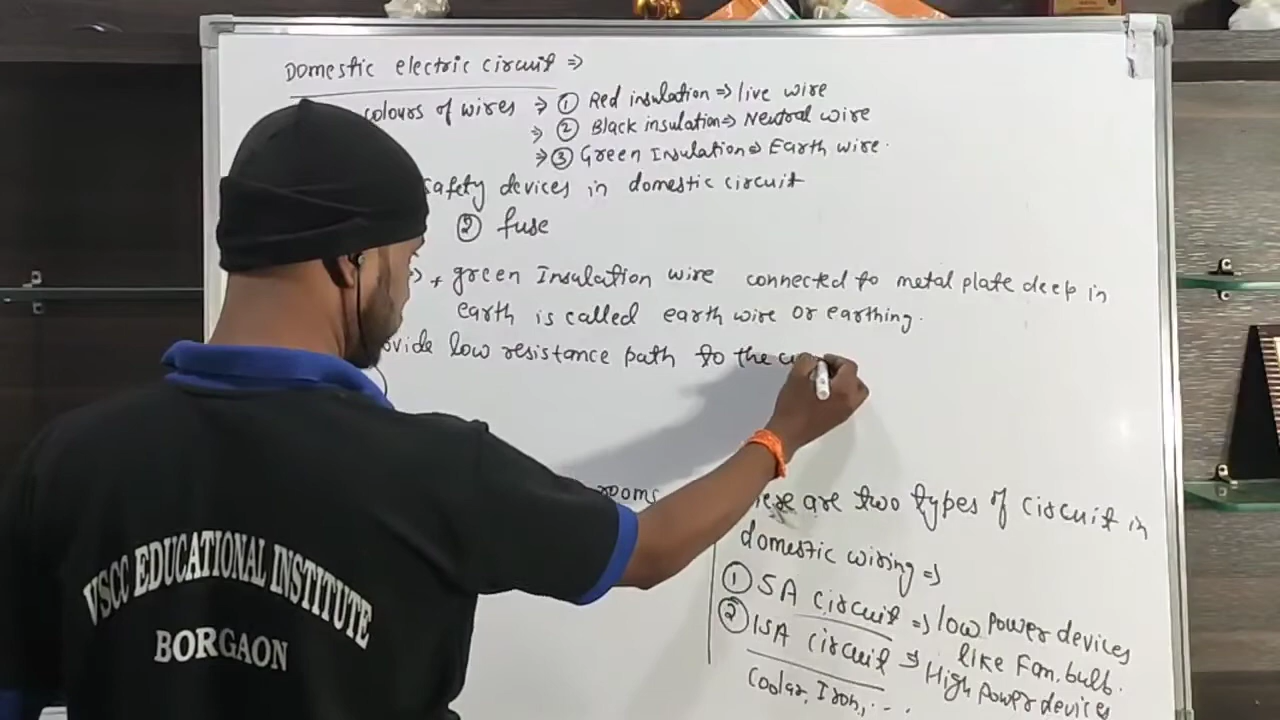 Domestic electric circuit ⇒
colours of wires ⇒ ① Red insulation ⇒ live wire
⇒ ② Black insulation ⇒ Neutral wire
⇒ ③ Green Insulation ⇒ Earth wire.
safety devices in domestic circuit
② fuse
+ green Insulation wire connected to metal plate deep in
earth is called earth wire or earthing.
low resistance path to the
rooms
are two types of circuit in
domestic wiring ⇒
① 5A circuit ⇒ low power devices
like Fan, bulb.
② 15A circuit ⇒ High power devices
Coolar, Iron, ...
VSCC EDUCATIONAL INSTITUTE
BORGAON